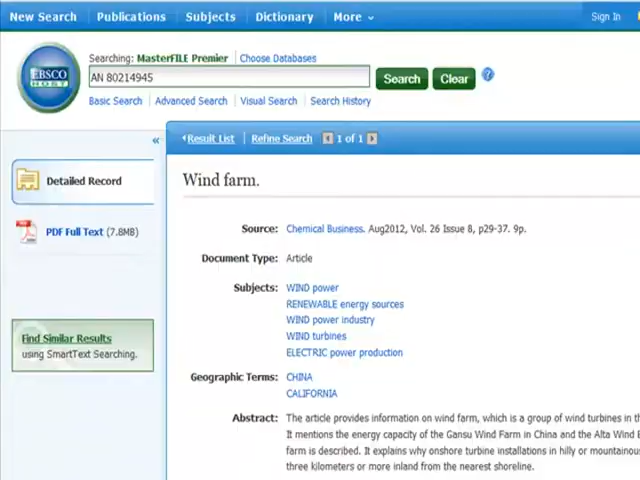 New Search Publications Subjects Dictionary More Sign In
Searching: MasterFILE Premier Choose Databases
EBSCO
HOST
AN 80214945 Search Clear ?
Basic Search Advanced Search Visual Search Search History
« Result List Refine Search 1 of 1
Detailed Record
Wind farm.
PDF Full Text (7.8MB)
Source: Chemical Business. Aug2012, Vol. 26 Issue 8, p29-37. 9p.
Document Type: Article
Subjects: WIND power
RENEWABLE energy sources
WIND power industry
WIND turbines
ELECTRIC power production
Find Similar Results
using SmartText Searching.
Geographic Terms: CHINA
CALIFORNIA
Abstract: The article provides information on wind farm, which is a group of wind turbines in
It mentions the energy capacity of the Gansu Wind Farm in China and the Alta Wind
farm is described. It explains why onshore turbine installations in hilly or
three kilometers or more inland from the nearest shoreline.